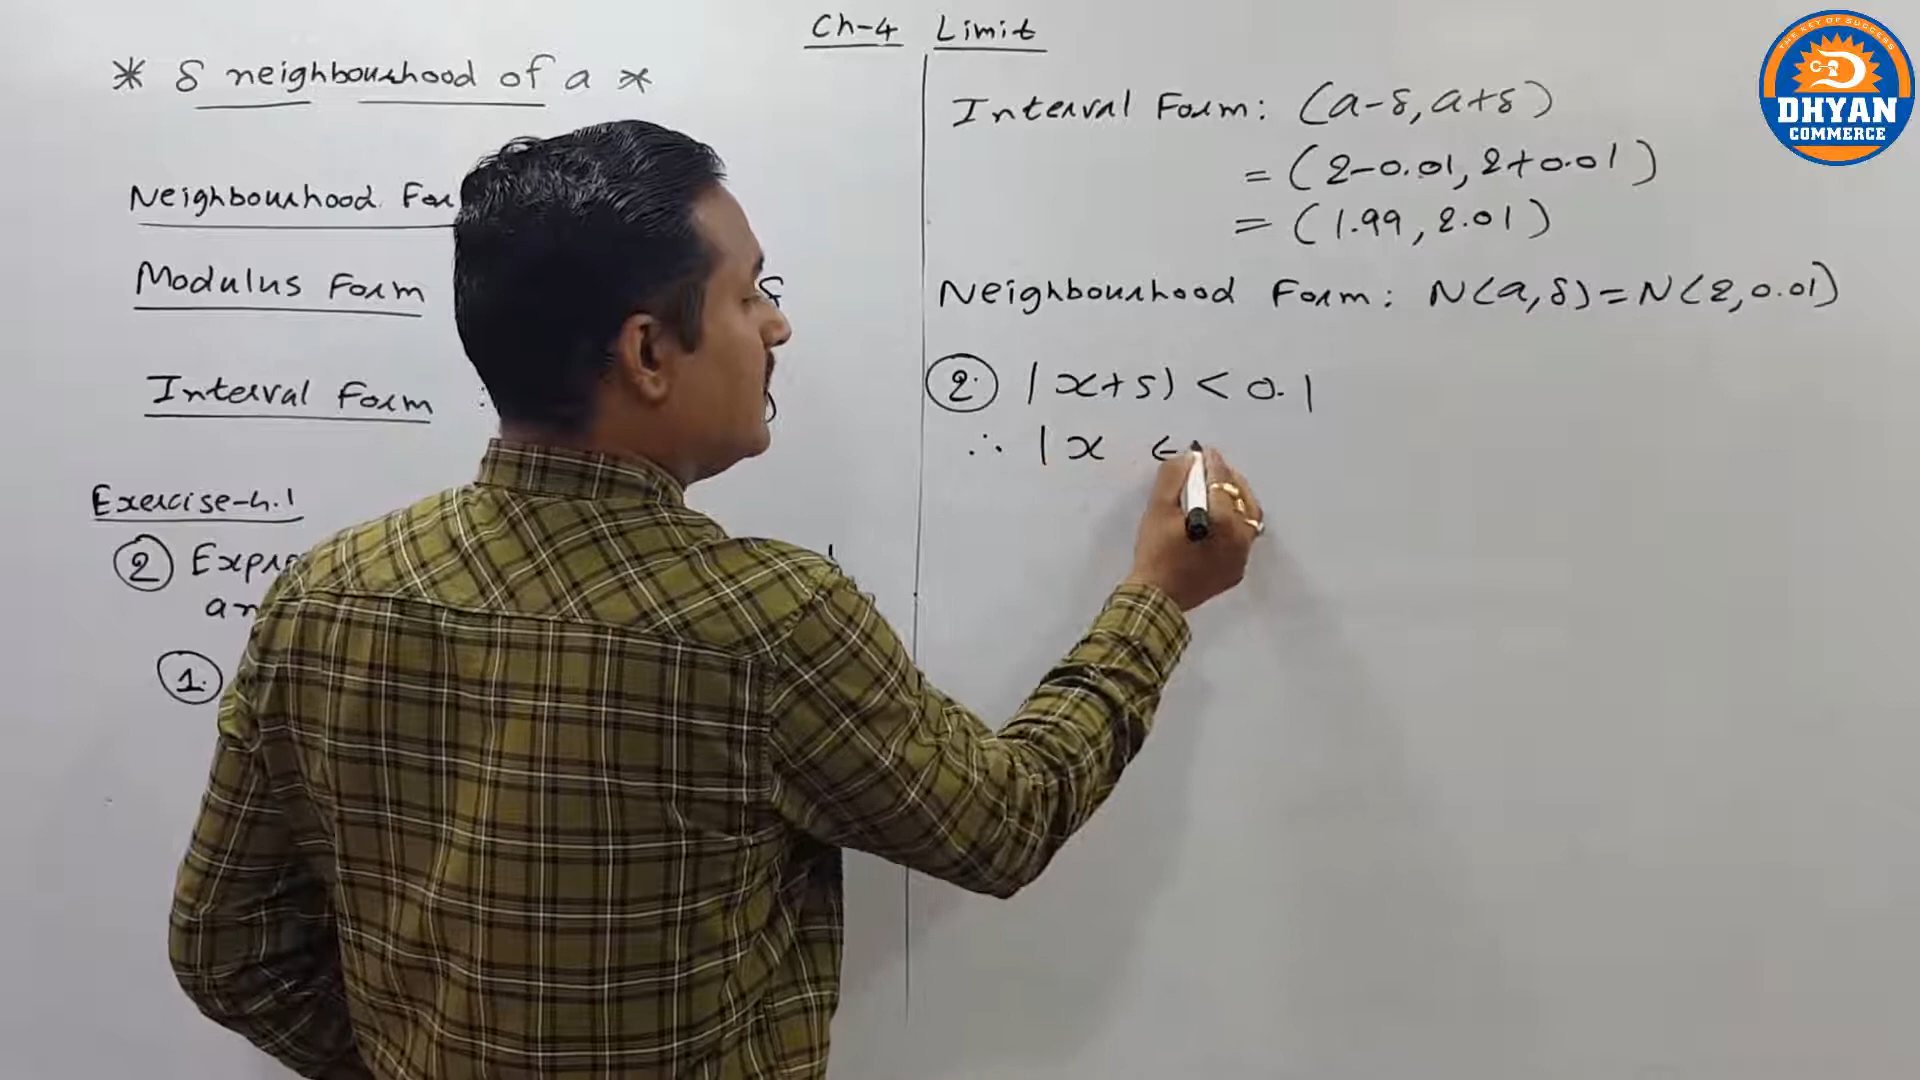 Ch-4 Limit
* δ neighbourhood of a *
Neighbourhood
Modulus Form
Interval Form :
Exercise-4.1
②
①.
Interval Form: (a-δ, a+δ)
= (2-0.01, 2+0.01)
= (1.99, 2.01)
Neighbourhood Form: N(a,δ)=N(2,0.01)
②. |x+5| < 0.1
∴ |x
THE KEY OF SUCCESS
DHYAN
COMMERCE